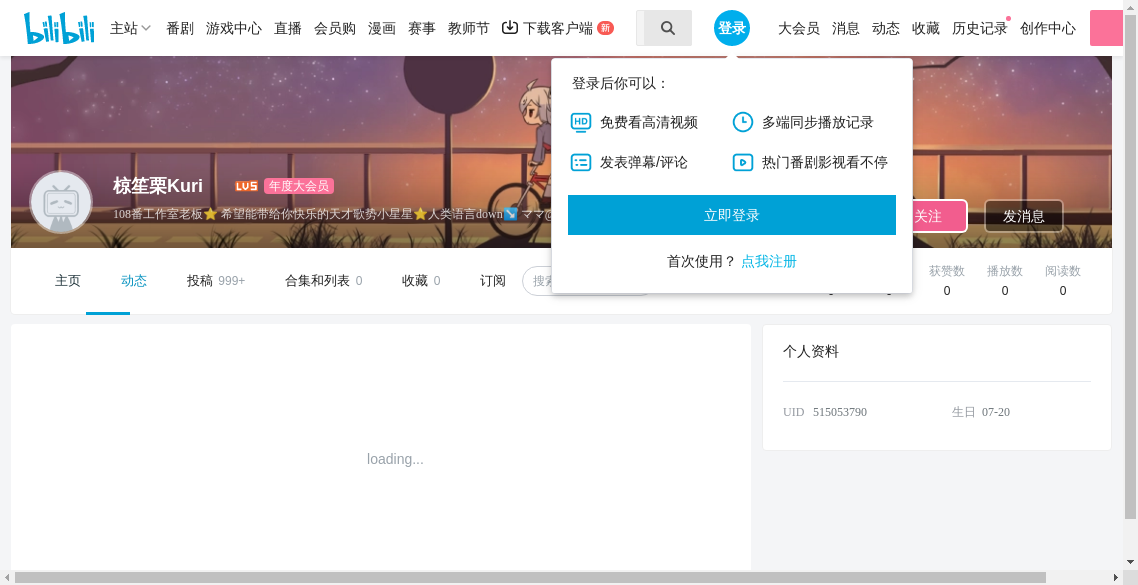 bilibili 主站 番剧 游戏中心 直播 会员购 漫画 赛事 教师节 下载客户端 新 登录 大会员 消息 动态 收藏 历史记录 创作中心
登录后你可以：
HD 免费看高清视频 多端同步播放记录
发表弹幕/评论 热门番剧影视看不停
立即登录
首次使用？ 点我注册
椋笙栗Kuri LV5 年度大会员
108番工作室老板⭐ 希望能带给你快乐的天才歌势小星星⭐人类语言down↘ ママ@
关注 发消息
主页 动态 投稿 999+ 合集和列表 0 收藏 0 订阅
获赞数 播放数 阅读数
0 0 0
个人资料
UID 515053790 生日 07-20
loading...